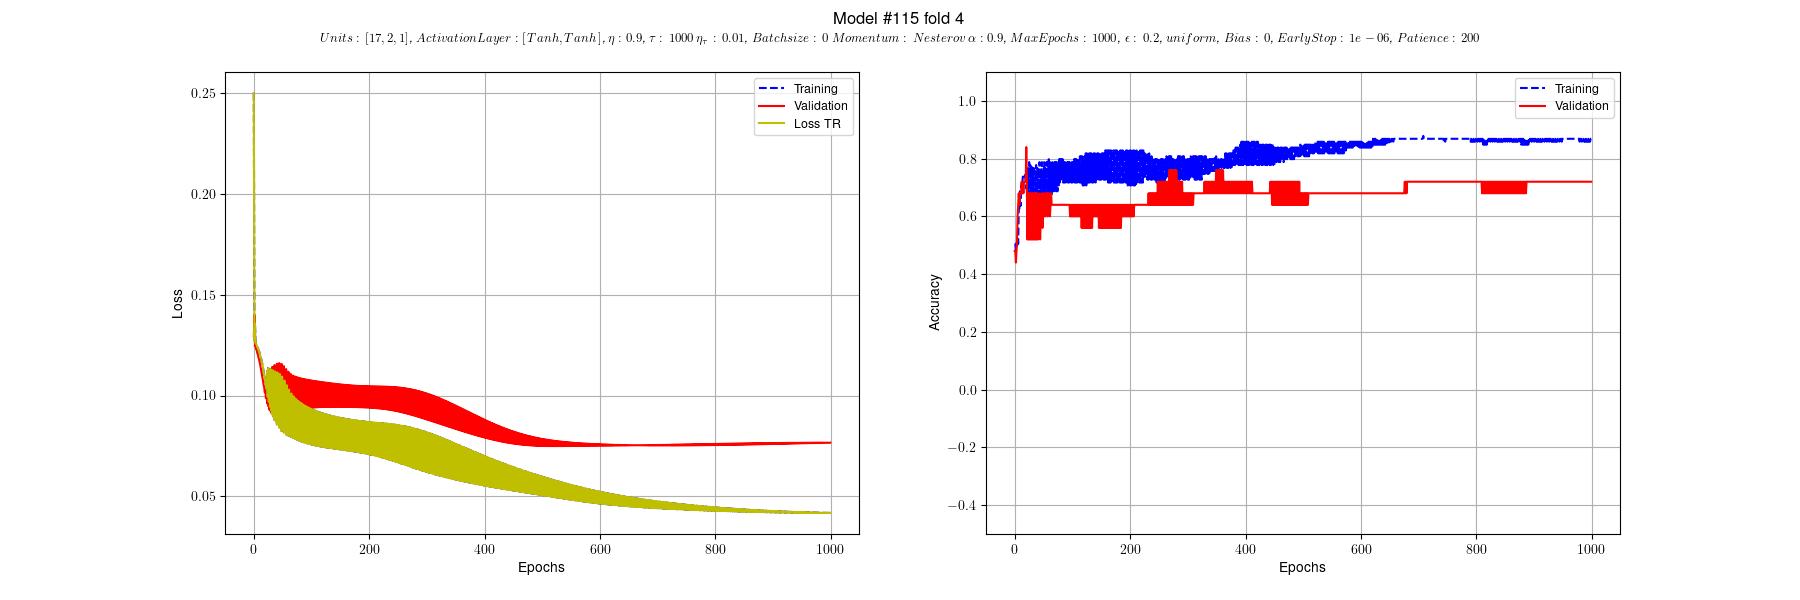 Model #115 fold 4
Units : [17, 2, 1], ActivationLayer : [Tanh, Tanh], η : 0.9, τ : 1000 ητ : 0.01, Batchsize : 0 Momentum : Nesterov α : 0.9, MaxEpochs : 1000, ϵ : 0.2, uniform, Bias : 0, EarlyStop : 1e − 06, Patience : 200
Training
Validation
Loss TR
0.25
0.20
0.15
0.10
0.05
Loss
0 200 400 600 800 1000
Epochs
Training
Validation
1.0
0.8
0.6
0.4
0.2
0.0
−0.2
−0.4
Accuracy
0 200 400 600 800 1000
Epochs